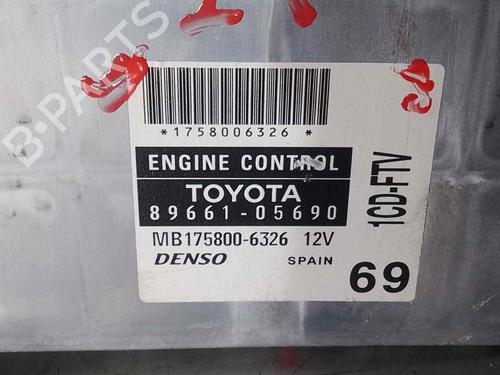 B-PARTS
*1758006326*
ENGINE CONTROL
TOYOTA
89661-05690
MB175800-6326 12V
DENSO SPAIN
1CD-FTV
69